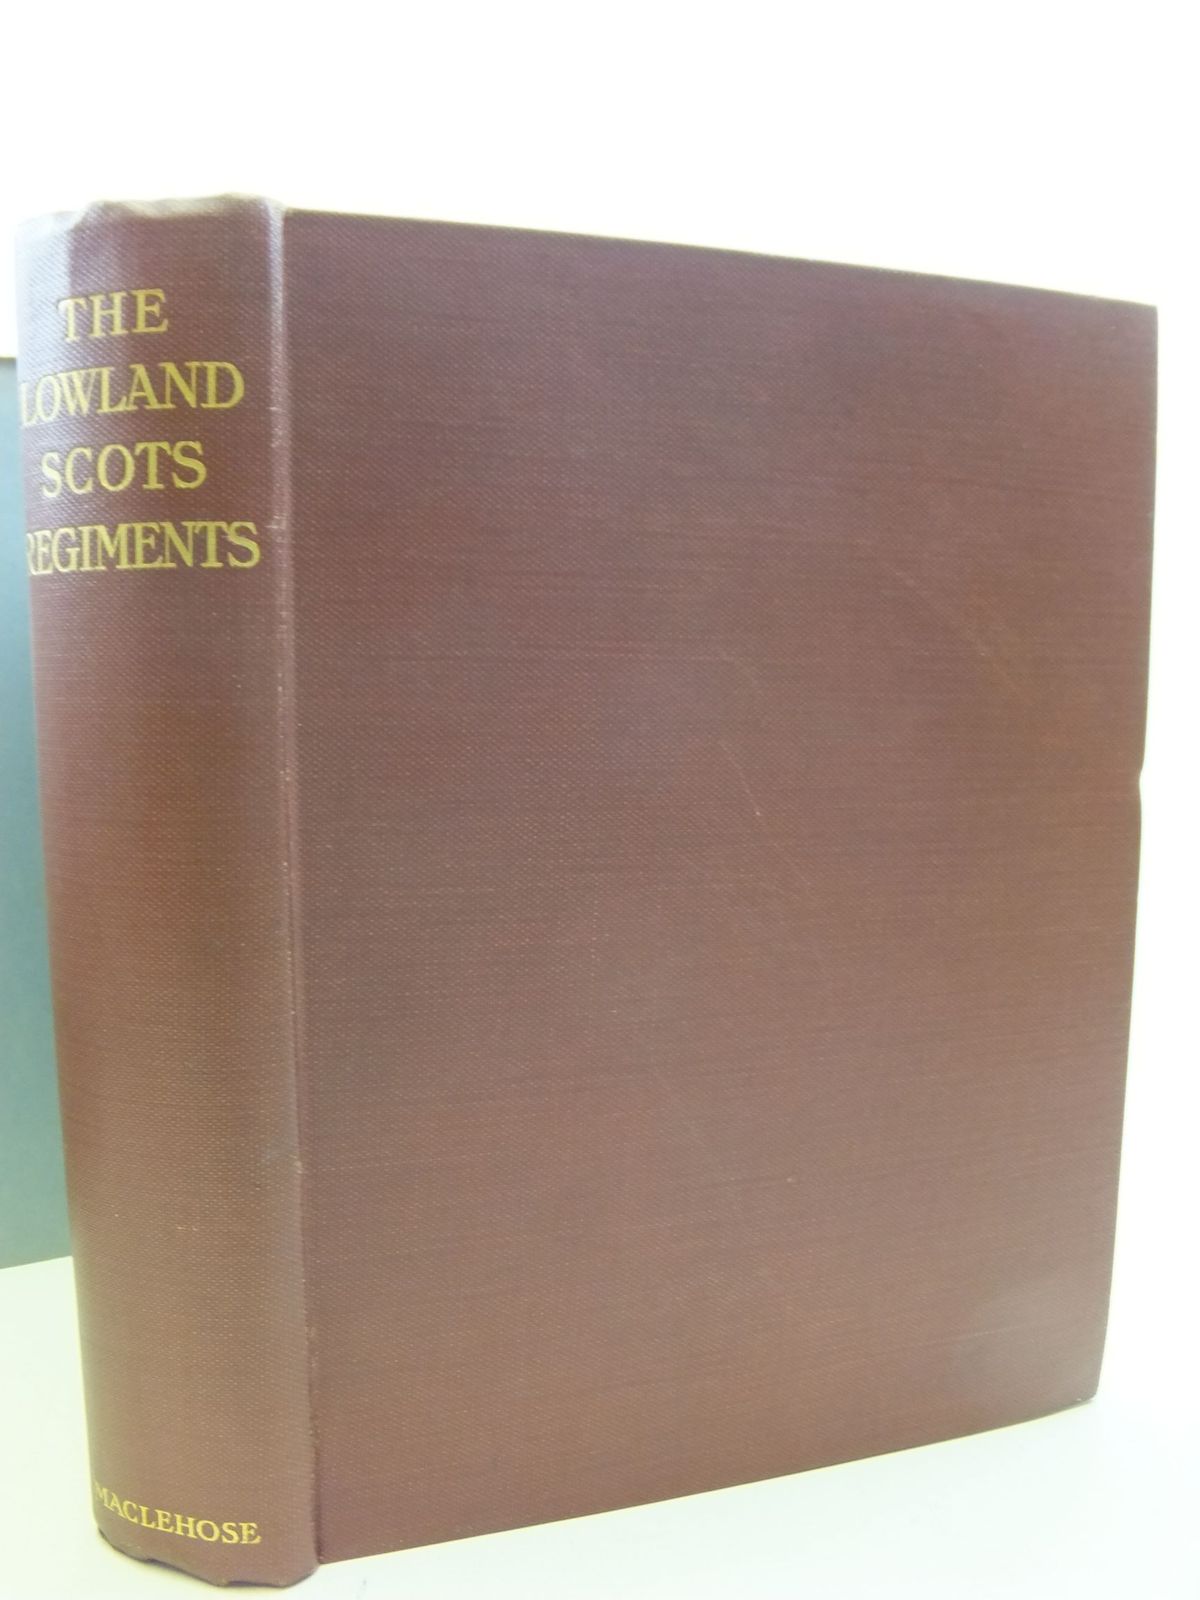 THE
LOWLAND
SCOTS
REGIMENTS
MACLEHOSE